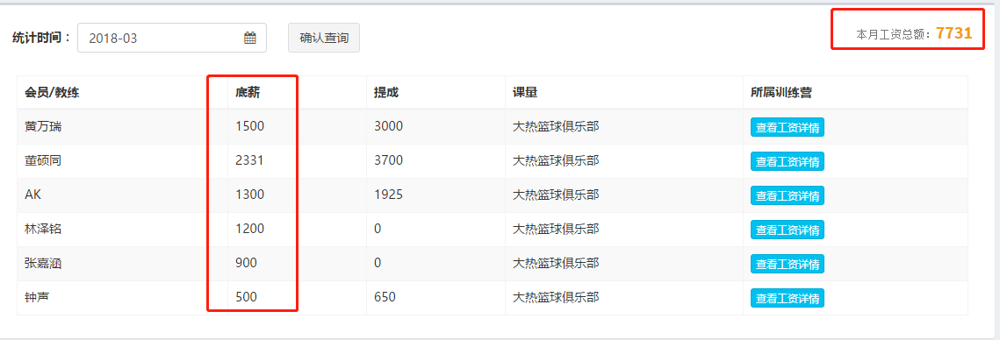 统计时间： 2018-03 确认查询 本月工资总额：7731
会员/教练 底薪 提成 课量 所属训练营
黄万瑞 1500 3000 大热篮球俱乐部 查看工资详情
董硕同 2331 3700 大热篮球俱乐部 查看工资详情
AK 1300 1925 大热篮球俱乐部 查看工资详情
林泽铭 1200 0 大热篮球俱乐部 查看工资详情
张嘉涵 900 0 大热篮球俱乐部 查看工资详情
钟声 500 650 大热篮球俱乐部 查看工资详情